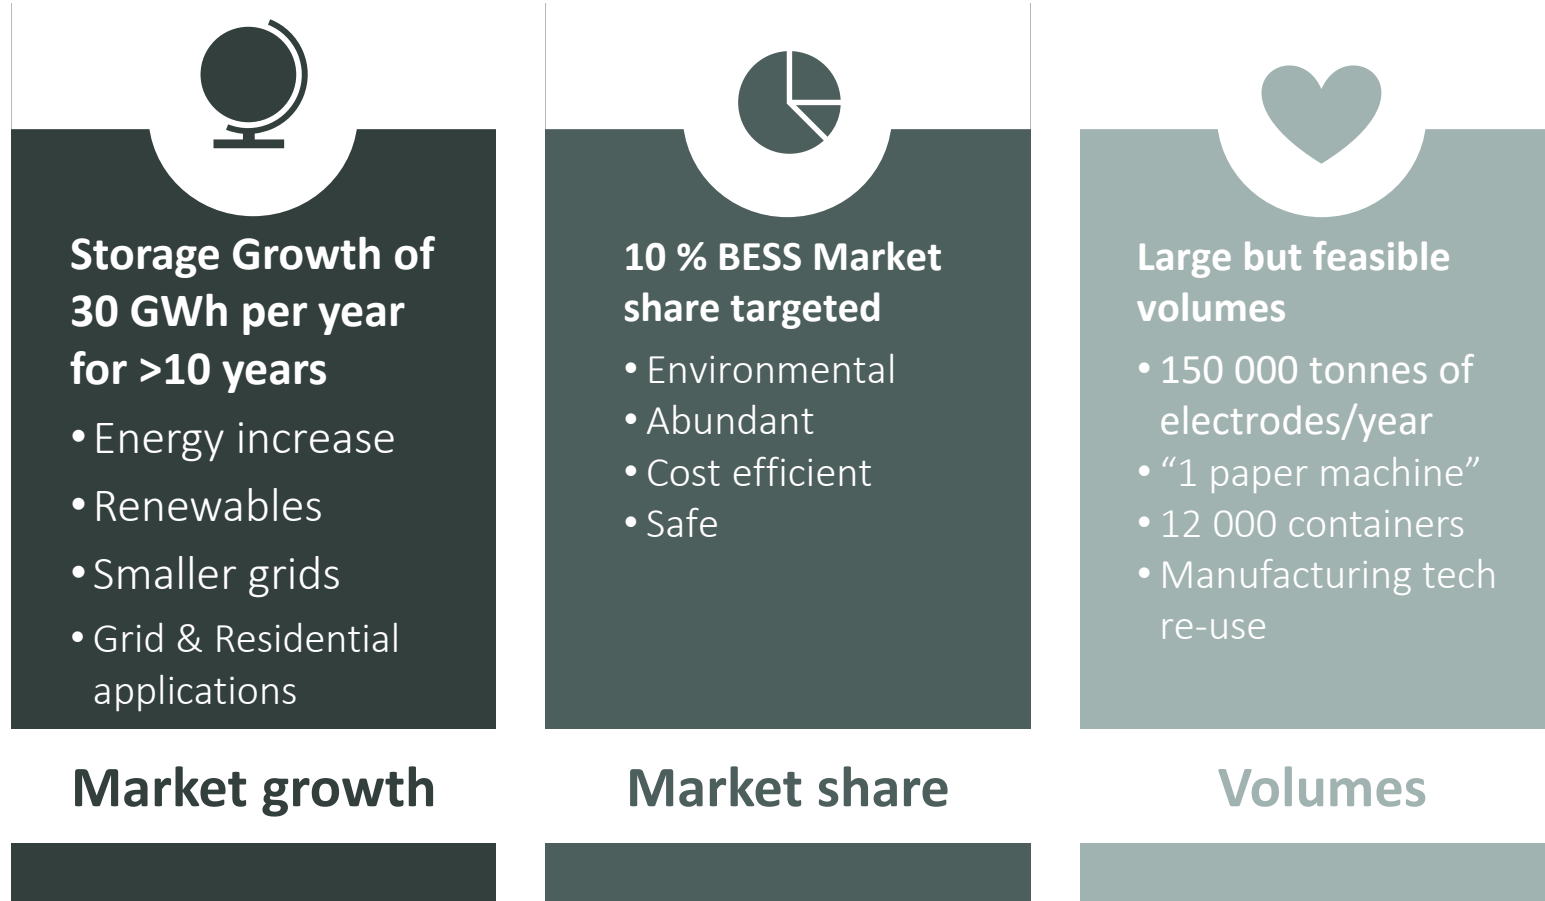 Storage Growth of
30 GWh per year
for >10 years
• Energy increase
• Renewables
• Smaller grids
• Grid & Residential
applications
Market growth
10 % BESS Market
share targeted
• Environmental
• Abundant
• Cost efficient
• Safe
Market share
Large but feasible
volumes
• 150 000 tonnes of
electrodes/year
• “1 paper machine”
• 12 000 containers
• Manufacturing tech
re-use
Volumes